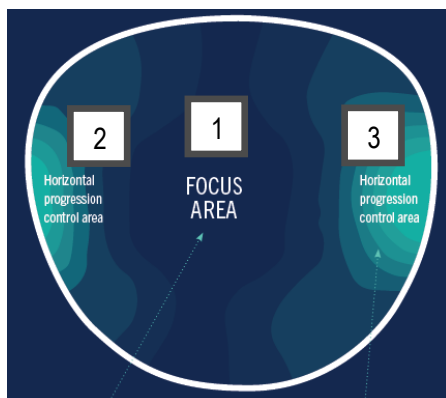 2
1
3
FOCUS
AREA
Horizontal
progression
control area
Horizontal
progression
control area